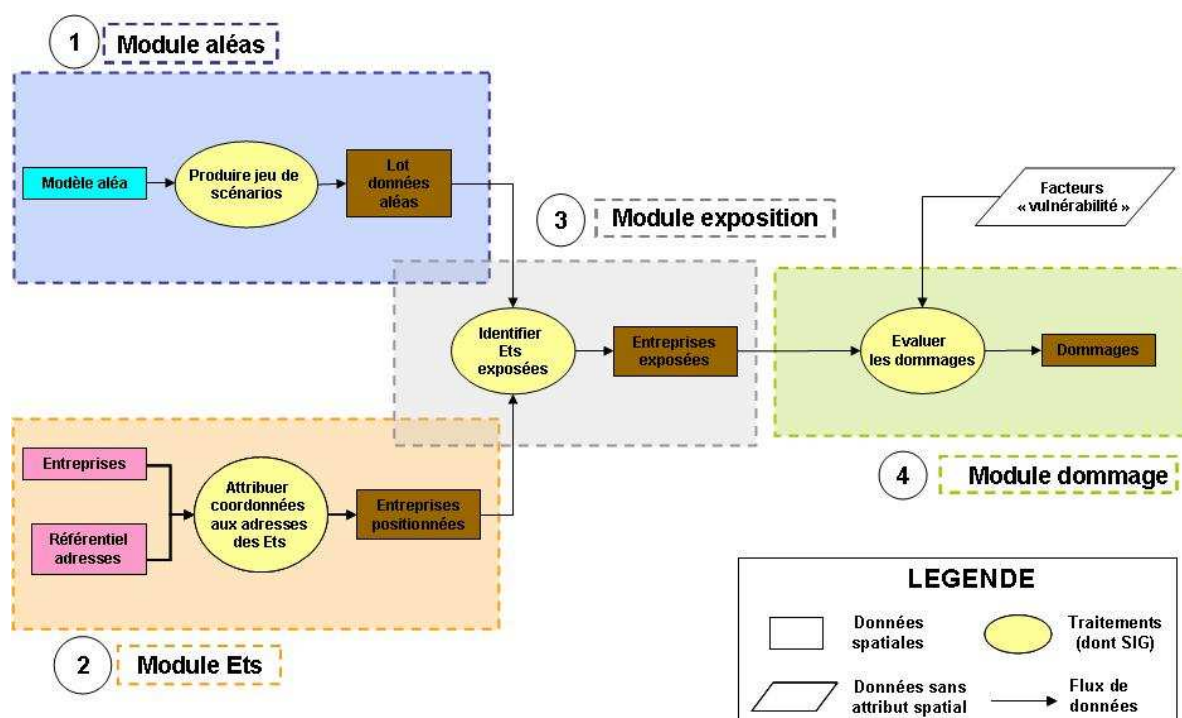 1
Module aléas
Modèle aléa
Produire jeu de
scénarios
Lot
données
aléas
Facteurs
« vulnérabilité »
3
Module exposition
Identifier
Ets
exposées
Entreprises
exposées
Evaluer
les dommages
Dommages
Entreprises
Référentiel
adresses
Attribuer
coordonnées
aux adresses
des Ets
Entreprises
positionnées
4
Module dommage
2
Module Ets
LEGENDE
Données
spatiales
Traitements
(dont SIG)
Données sans
attribut spatial
Flux de
données